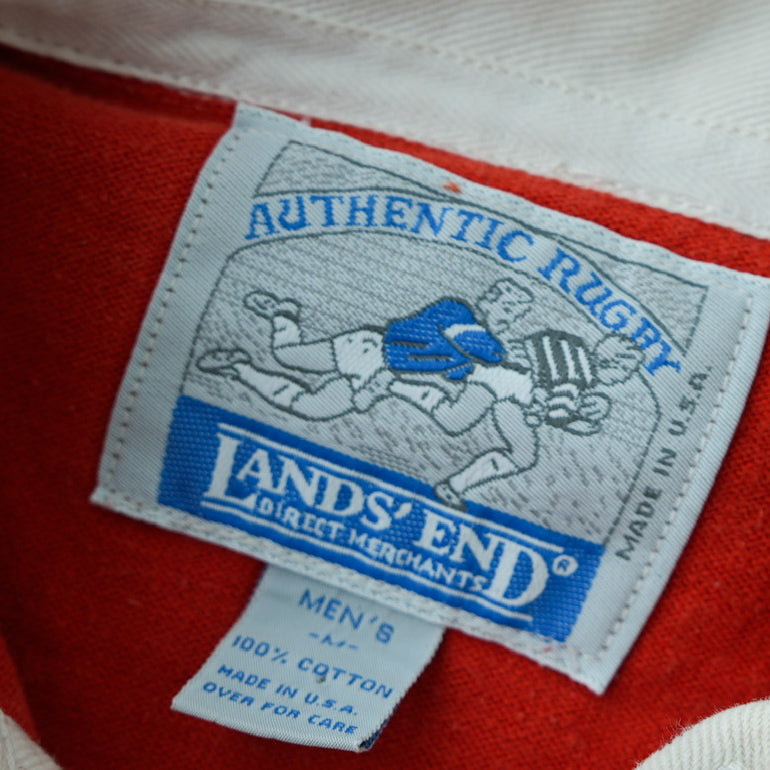 AUTHENTIC RUGBY
LANDS' END®
DIRECT MERCHANTS
MADE IN U.S.A.
MEN'S
-M-
100% COTTON
MADE IN U.S.A.
OVER FOR CARE